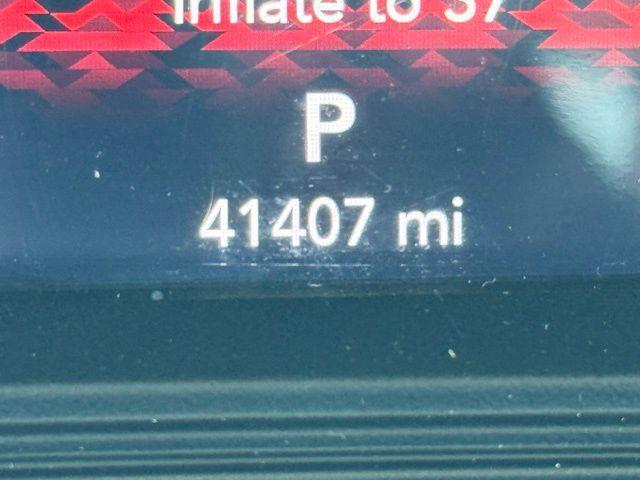 Inflate to 37
P
41407 mi